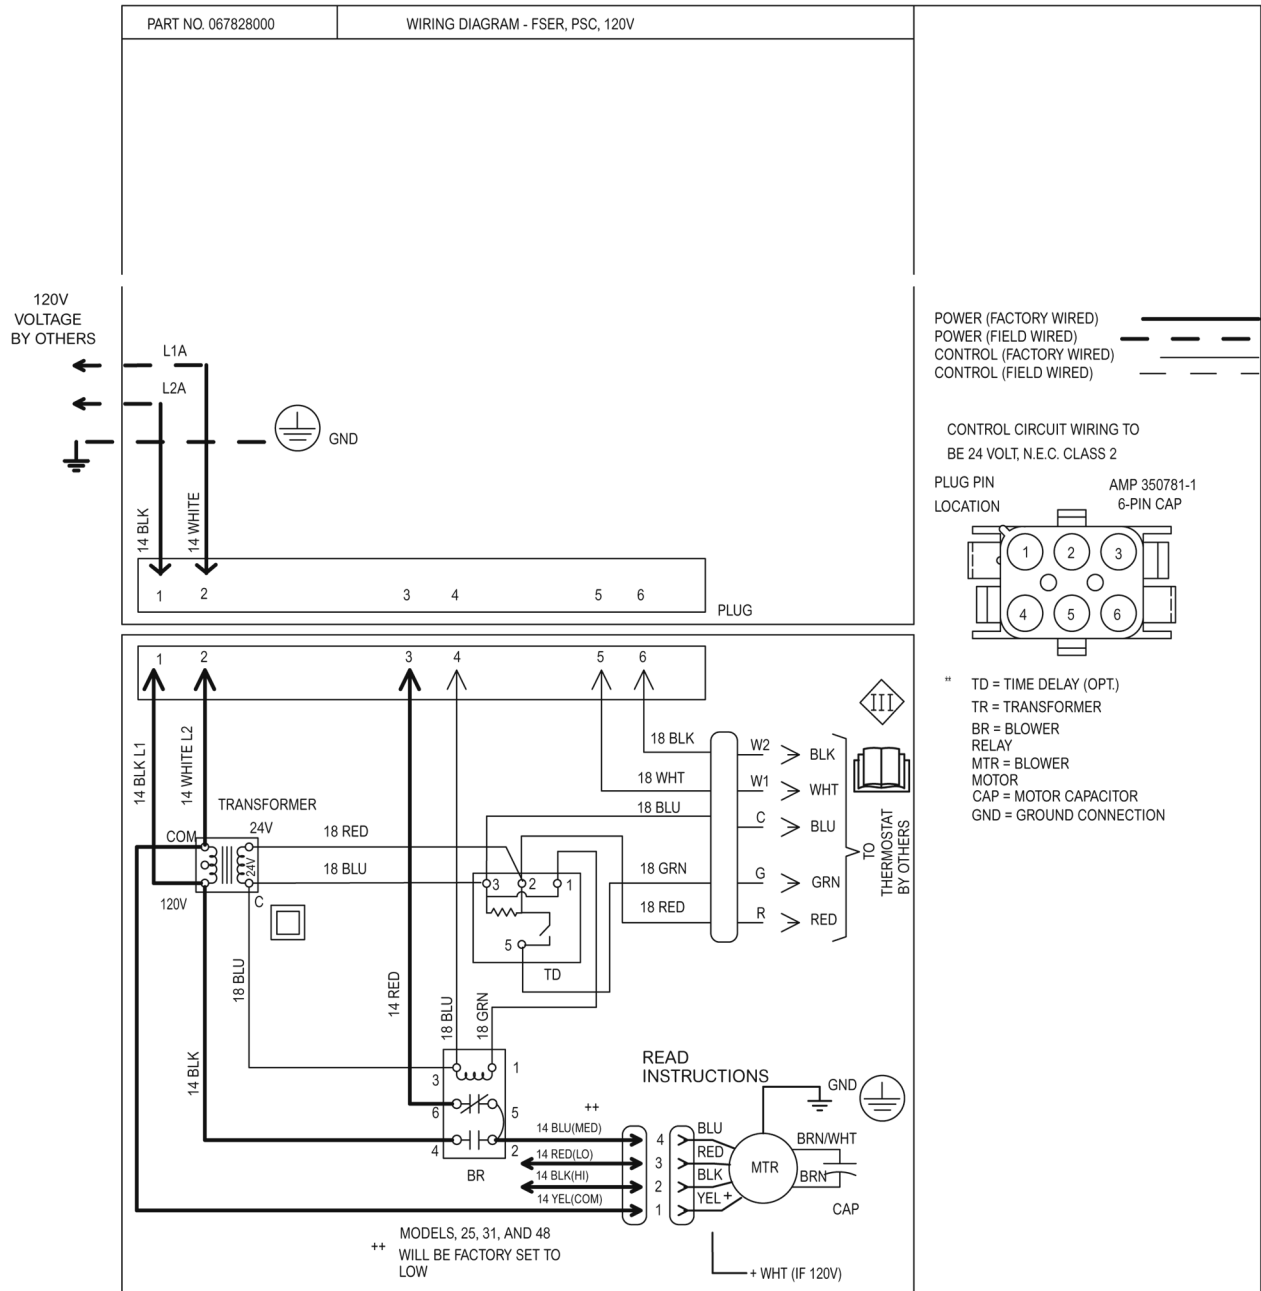 PART NO. 067828000
WIRING DIAGRAM - FSER, PSC, 120V
120V
VOLTAGE
BY OTHERS
L1A
L2A
GND
14 BLK
14 WHITE
1 2 3 4 5 6
PLUG
POWER (FACTORY WIRED)
POWER (FIELD WIRED)
CONTROL (FACTORY WIRED)
CONTROL (FIELD WIRED)
CONTROL CIRCUIT WIRING TO
BE 24 VOLT, N.E.C. CLASS 2
PLUG PIN
LOCATION
AMP 350781-1
6-PIN CAP
1 2 3
4 5 6
** TD = TIME DELAY (OPT.)
TR = TRANSFORMER
BR = BLOWER
RELAY
MTR = BLOWER
MOTOR
CAP = MOTOR CAPACITOR
GND = GROUND CONNECTION
1 2 3 4 5 6
III
14 BLK L1
14 WHITE L2
TRANSFORMER
COM
24V
24V
120V
C
18 RED
18 BLU
18 BLK
18 WHT
18 BLU
18 GRN
18 RED
W2 BLK
W1 WHT
C BLU
G GRN
R RED
TO
THERMOSTAT
BY OTHERS
3 2 1
5
TD
18 BLU
14 BLK
14 RED
18 BLU
18 GRN
3 1
6 5
4 2
BR
READ
INSTRUCTIONS
++
14 BLU(MED)
14 RED(LO)
14 BLK(HI)
14 YEL(COM)
4 BLU
3 RED
2 BLK
1 YEL +
MTR
GND
BRN/WHT
BRN
CAP
++ MODELS, 25, 31, AND 48
WILL BE FACTORY SET TO
LOW
+ WHT (IF 120V)